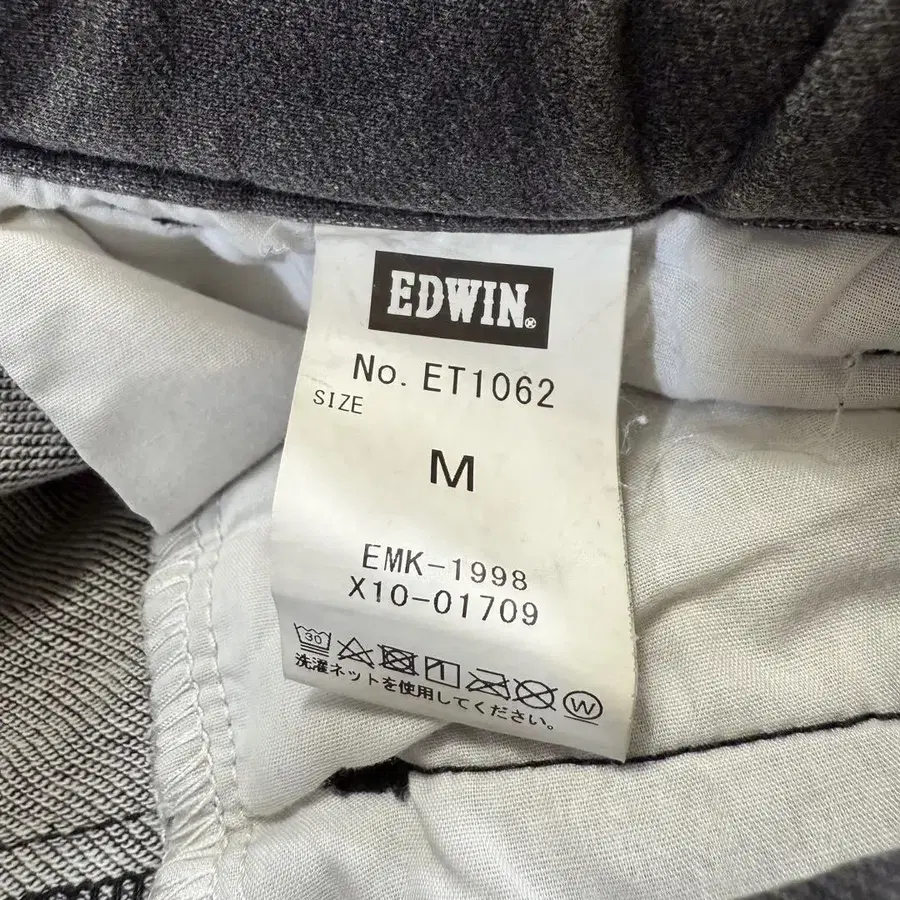 EDWIN®
No. ET1062
SIZE
M
EMK-1998
X10-01709
30
W
洗濯ネットを使用してください。